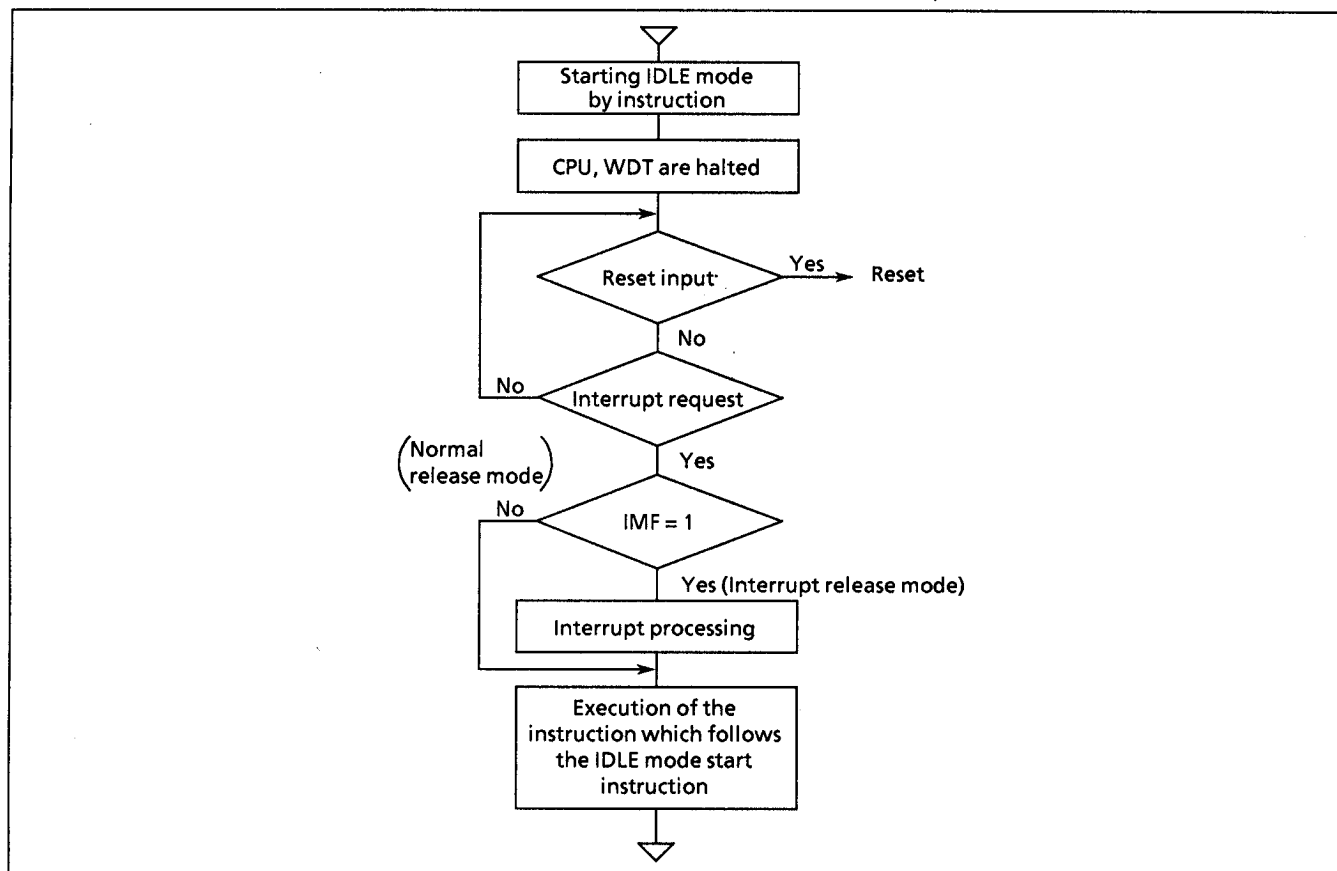 Starting IDLE mode
by instruction
CPU, WDT are halted
Reset input
Yes
Reset
No
No
Interrupt request
Yes
(Normal
release mode)
No
IMF = 1
Yes (Interrupt release mode)
Interrupt processing
Execution of the
instruction which follows
the IDLE mode start
instruction